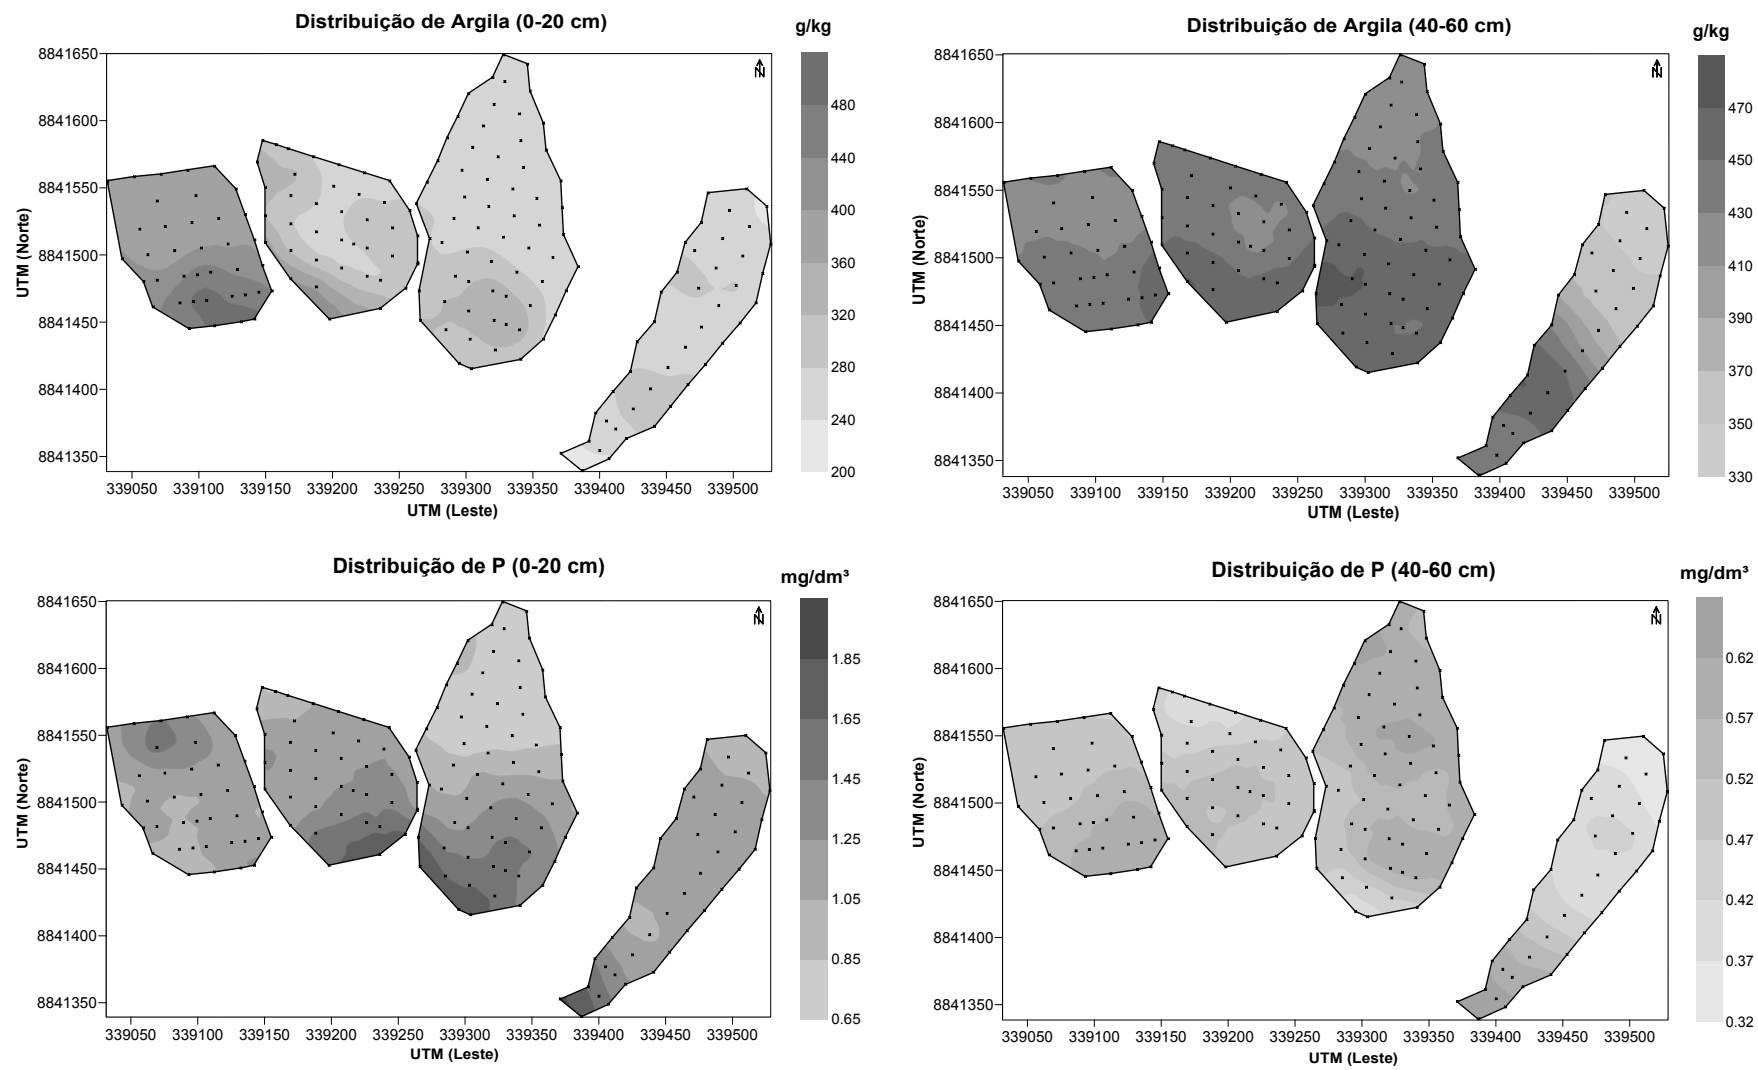 Distribuição de Argila (0-20 cm)
g/kg
8841650
8841600
8841550
8841500
8841450
8841400
8841350
UTM (Norte)
339050 339100 339150 339200 339250 339300 339350 339400 339450 339500
UTM (Leste)
N
480
440
400
360
320
280
240
200
Distribuição de Argila (40-60 cm)
g/kg
8841650
8841600
8841550
8841500
8841450
8841400
8841350
UTM (Norte)
339050 339100 339150 339200 339250 339300 339350 339400 339450 339500
UTM (Leste)
N
470
450
430
410
390
370
350
330
Distribuição de P (0-20 cm)
mg/dm³
8841650
8841600
8841550
8841500
8841450
8841400
8841350
UTM (Norte)
339050 339100 339150 339200 339250 339300 339350 339400 339450 339500
UTM (Leste)
N
1.85
1.65
1.45
1.25
1.05
0.85
0.65
Distribuição de P (40-60 cm)
mg/dm³
8841650
8841600
8841550
8841500
8841450
8841400
8841350
UTM (Norte)
339050 339100 339150 339200 339250 339300 339350 339400 339450 339500
UTM (Leste)
N
0.62
0.57
0.52
0.47
0.42
0.37
0.32